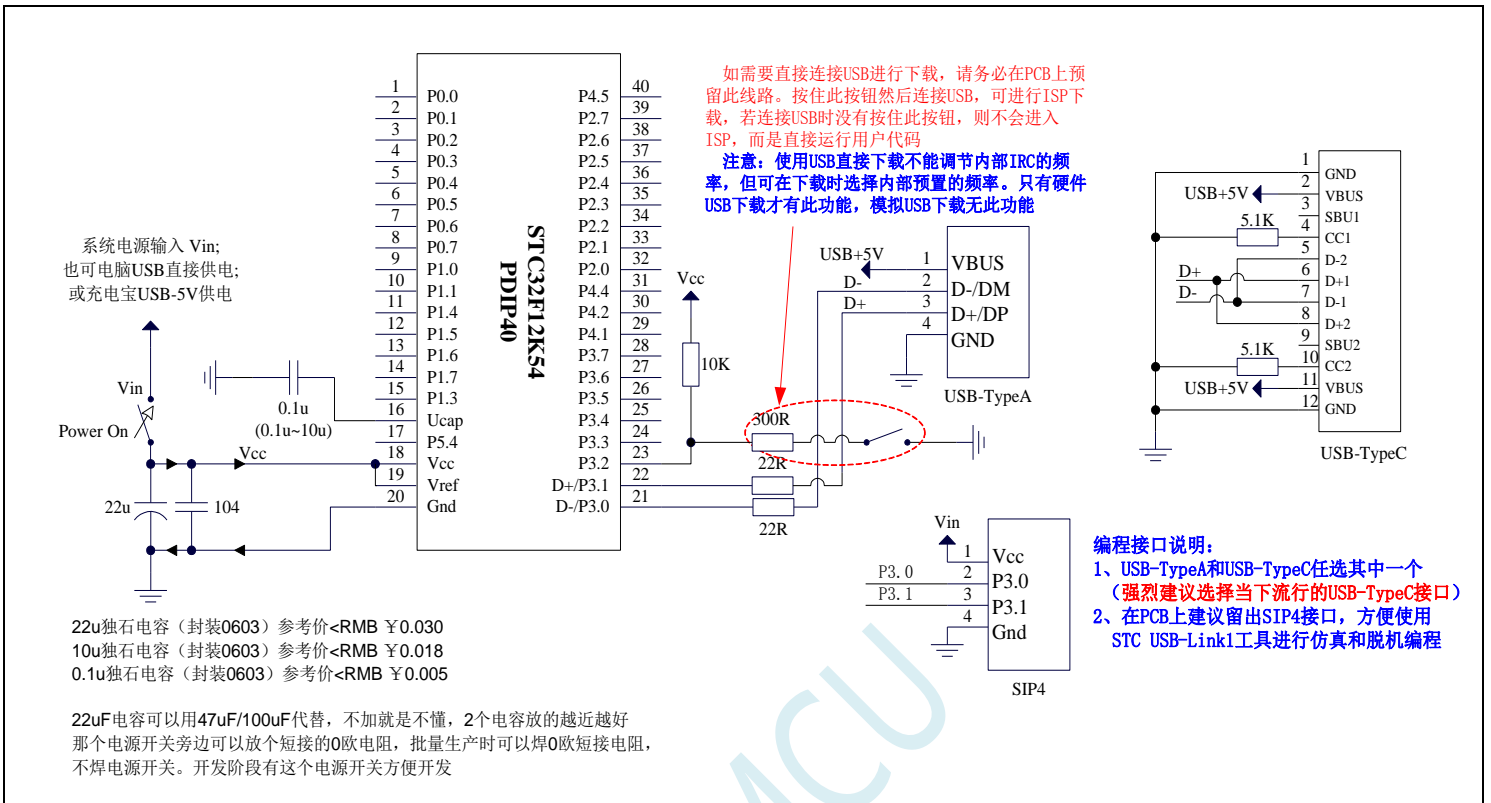 如需要直接连接USB进行下载，请务必在PCB上预
留此线路。按住此按钮然后连接USB，可进行ISP下
载，若连接USB时没有按住此按钮，则不会进入
ISP，而是直接运行用户代码
注意：使用USB直接下载不能调节内部IRC的频
率，但可在下载时选择内部预置的频率。只有硬件
USB下载才有此功能，模拟USB下载无此功能
系统电源输入 Vin;
也可电脑USB直接供电;
或充电宝USB-5V供电
Vin
Power On
Vcc
22u
104
0.1u
(0.1u~10u)
STC32F12K54
PDIP40
1 P0.0
2 P0.1
3 P0.2
4 P0.3
5 P0.4
6 P0.5
7 P0.6
8 P0.7
9 P1.0
10 P1.1
11 P1.4
12 P1.5
13 P1.6
14 P1.7
15 P1.3
16 Ucap
17 P5.4
18 Vcc
19 Vref
20 Gnd
P4.5 40
P2.7 39
P2.6 38
P2.5 37
P2.4 36
P2.3 35
P2.2 34
P2.1 33
P2.0 32
P4.4 31
P4.2 30
P4.1 29
P3.7 28
P3.6 27
P3.5 26
P3.4 25
P3.3 24
P3.2 23
D+/P3.1 22
D-/P3.0 21
Vcc
10K
300R
22R
22R
USB+5V
D-
D+
1 VBUS
2 D-/DM
3 D+/DP
4 GND
USB-TypeA
USB+5V
5.1K
D+
D-
5.1K
USB+5V
1 GND
2 VBUS
3 SBU1
4 CC1
5 D-2
6 D+1
7 D-1
8 D+2
9 SBU2
10 CC2
11 VBUS
12 GND
USB-TypeC
Vin
P3.0
P3.1
1 Vcc
2 P3.0
3 P3.1
4 Gnd
SIP4
编程接口说明：
1、USB-TypeA和USB-TypeC任选其中一个
（强烈建议选择当下流行的USB-TypeC接口）
2、在PCB上建议留出SIP4接口，方便使用
STC USB-Link1工具进行仿真和脱机编程
22u独石电容（封装0603）参考价<RMB ￥0.030
10u独石电容（封装0603）参考价<RMB ￥0.018
0.1u独石电容（封装0603）参考价<RMB ￥0.005
22uF电容可以用47uF/100uF代替，不加就是不懂，2个电容放的越近越好
那个电源开关旁边可以放个短接的0欧电阻，批量生产时可以焊0欧短接电阻，
不焊电源开关。开发阶段有这个电源开关方便开发
MCU